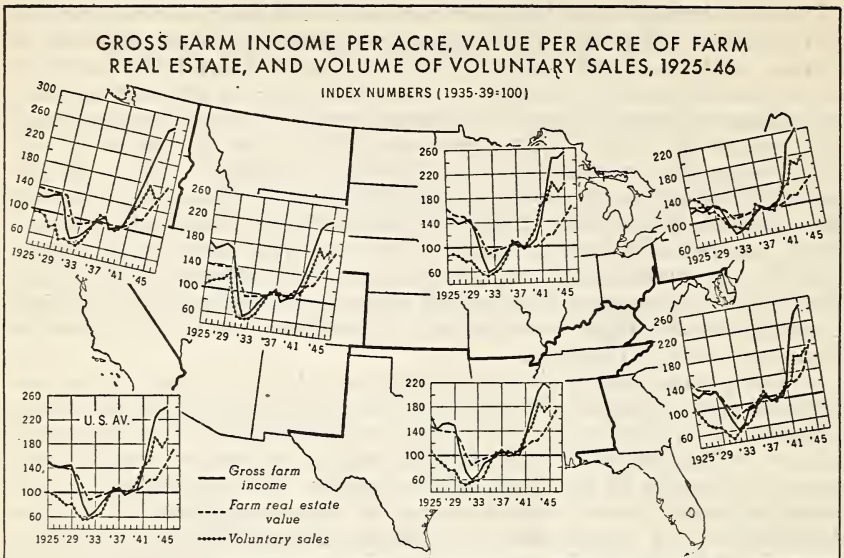 GROSS FARM INCOME PER ACRE, VALUE PER ACRE OF FARM
REAL ESTATE, AND VOLUME OF VOLUNTARY SALES, 1925-46
INDEX NUMBERS (1935-39=100)
300
260
220
180
140
100
60
1925 '29 '33 '37 '41 '45
260
220
180
140
100
60
1925 '29 '33 '37 '41 '45
260
220
180
140
100
60
1925 '29 '33 '37 '41 '45
220
180
140
100
60
1925 '29 '33 '37 '41 '45
260
220
180
140
100
60
1925 '29 '33 '37 '41 '45
220
180
140
100
60
1925 '29 '33 '37 '41 '45
260
220
180
140
100
60
U. S. AV.
1925 '29 '33 '37 '41 '45
Gross farm
income
Farm real estate
value
Voluntary sales